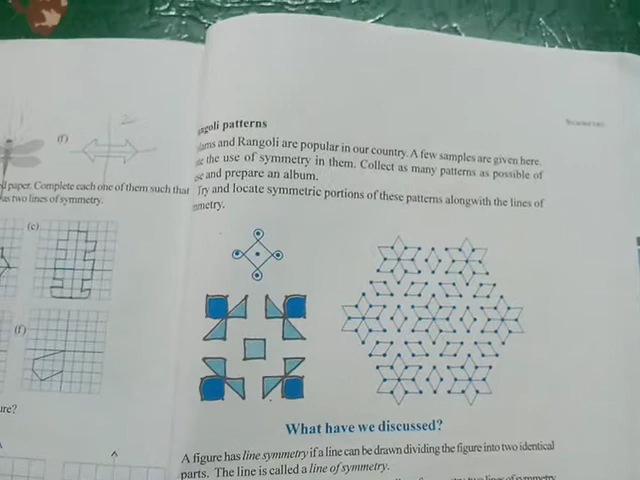 (f)
2
d paper. Complete each one of them such that
as two lines of symmetry.
(c)
(f)
ure?
Symmetry
ngoli patterns
lams and Rangoli are popular in our country. A few samples are given here.
the use of symmetry in them. Collect as many patterns as possible of
se and prepare an album.
Try and locate symmetric portions of these patterns alongwith the lines of
mmetry.
What have we discussed?
A figure has line symmetry if a line can be drawn dividing the figure into two identical
parts. The line is called a line of symmetry.